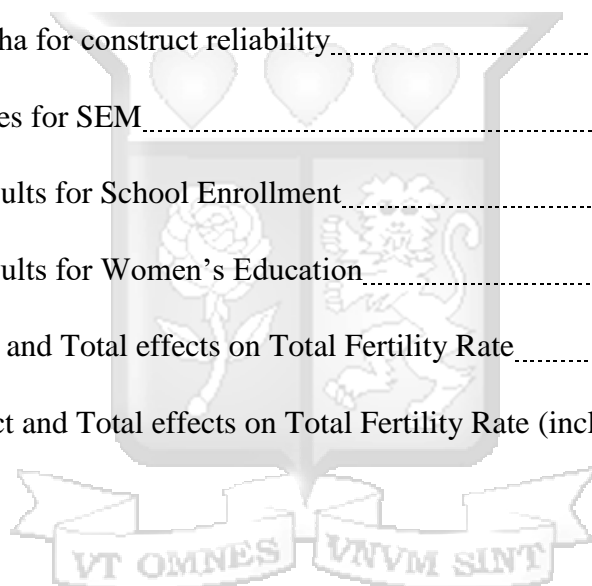 ha for construct reliability
es for SEM
ults for School Enrollment
ults for Women's Education
and Total effects on Total Fertility Rate
ct and Total effects on Total Fertility Rate (incl
VT OMNES VNVM SINT